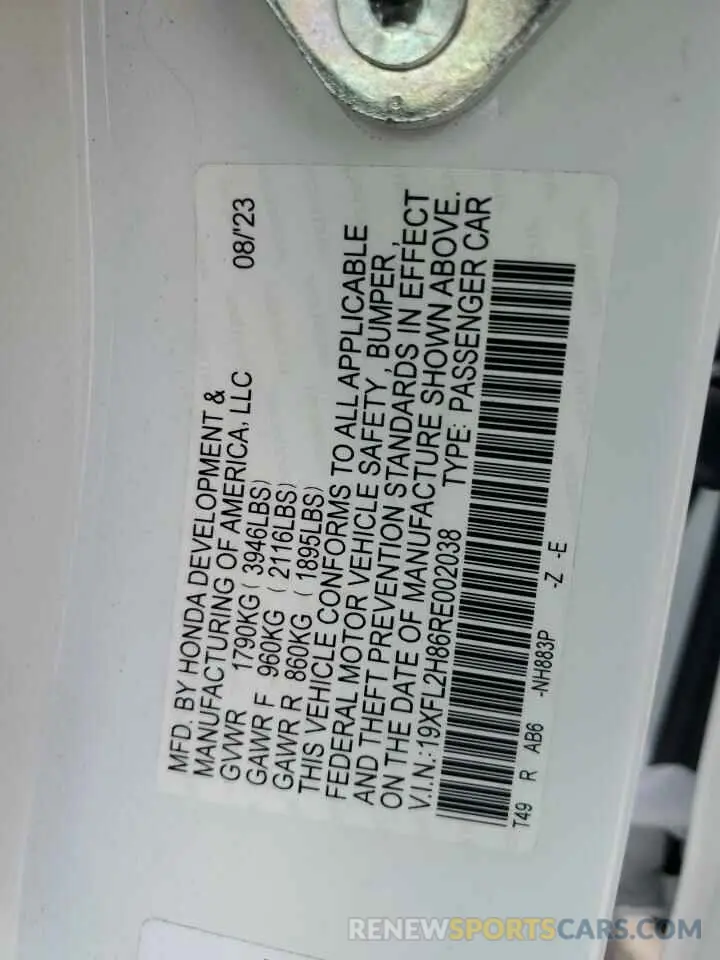 MFD. BY HONDA DEVELOPMENT &
MANUFACTURING OF AMERICA, LLC 08/'23
GVWR 1790KG ( 3946LBS)
GAWR F 960KG ( 2116LBS)
GAWR R 860KG ( 1895LBS)
THIS VEHICLE CONFORMS TO ALL APPLICABLE
FEDERAL MOTOR VEHICLE SAFETY, BUMPER,
AND THEFT PREVENTION STANDARDS IN EFFECT
ON THE DATE OF MANUFACTURE SHOWN ABOVE.
V.I.N.:19XFL2H86RE002038 TYPE: PASSENGER CAR
T49 R AB6 -NH883P -Z -E
RENEWSPORTSCARS.COM